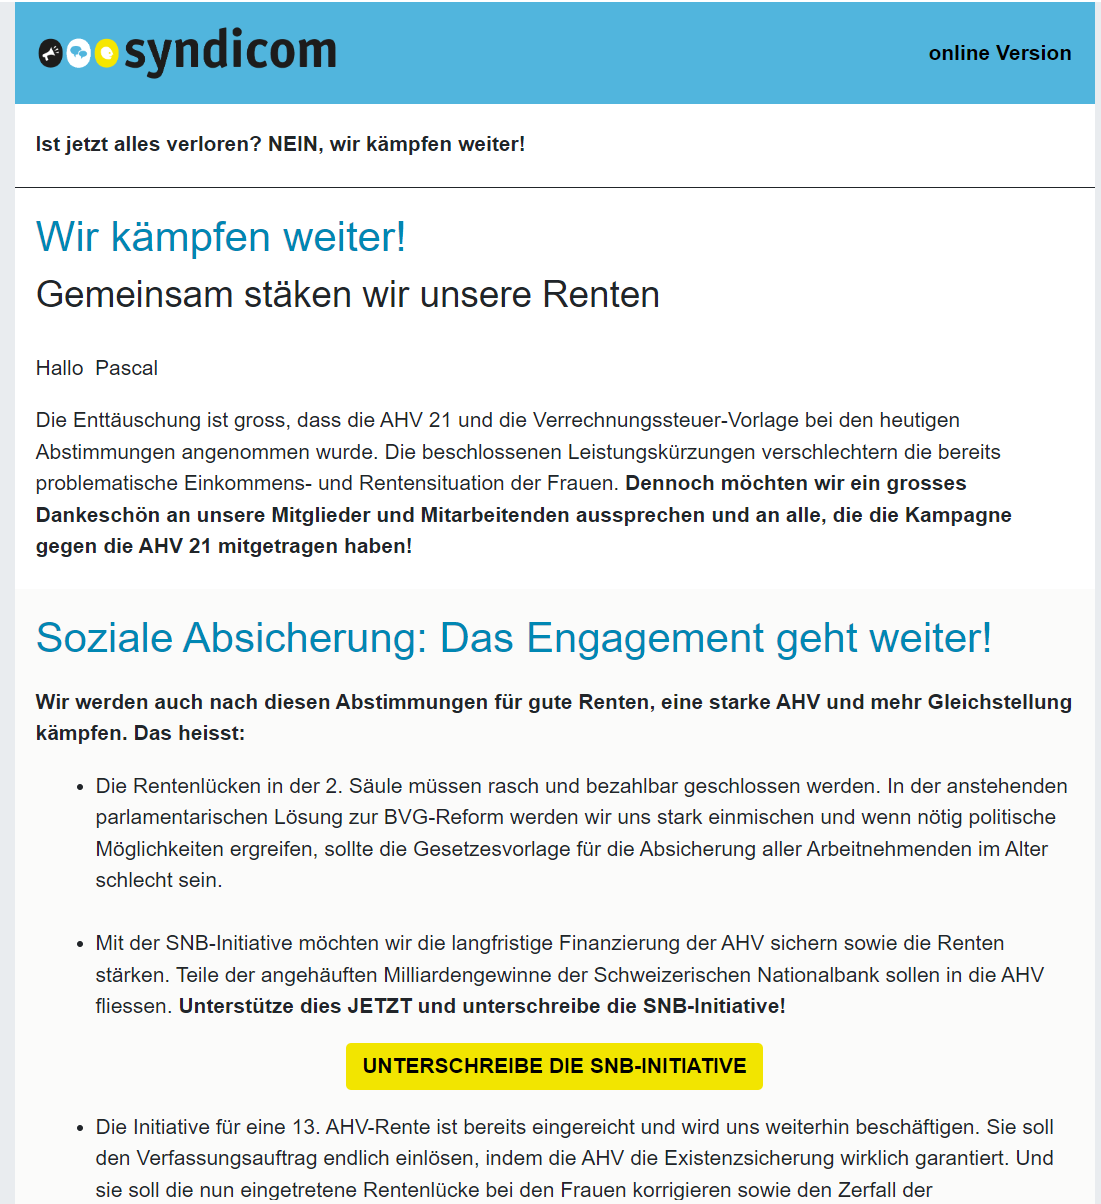 syndicom
online Version
Ist jetzt alles verloren? NEIN, wir kämpfen weiter!
Wir kämpfen weiter!
Gemeinsam stäken wir unsere Renten
Hallo  Pascal
Die Enttäuschung ist gross, dass die AHV 21 und die Verrechnungssteuer-Vorlage bei den heutigen
Abstimmungen angenommen wurde. Die beschlossenen Leistungskürzungen verschlechtern die bereits
problematische Einkommens- und Rentensituation der Frauen. Dennoch möchten wir ein grosses
Dankeschön an unsere Mitglieder und Mitarbeitenden aussprechen und an alle, die die Kampagne
gegen die AHV 21 mitgetragen haben!
Soziale Absicherung: Das Engagement geht weiter!
Wir werden auch nach diesen Abstimmungen für gute Renten, eine starke AHV und mehr Gleichstellung
kämpfen. Das heisst:
• Die Rentenlücken in der 2. Säule müssen rasch und bezahlbar geschlossen werden. In der anstehenden
parlamentarischen Lösung zur BVG-Reform werden wir uns stark einmischen und wenn nötig politische
Möglichkeiten ergreifen, sollte die Gesetzesvorlage für die Absicherung aller Arbeitnehmenden im Alter
schlecht sein.
• Mit der SNB-Initiative möchten wir die langfristige Finanzierung der AHV sichern sowie die Renten
stärken. Teile der angehäuften Milliardengewinne der Schweizerischen Nationalbank sollen in die AHV
fliessen. Unterstütze dies JETZT und unterschreibe die SNB-Initiative!
UNTERSCHREIBE DIE SNB-INITIATIVE
• Die Initiative für eine 13. AHV-Rente ist bereits eingereicht und wird uns weiterhin beschäftigen. Sie soll
den Verfassungsauftrag endlich einlösen, indem die AHV die Existenzsicherung wirklich garantiert. Und
sie soll die nun eingetretene Rentenlücke bei den Frauen korrigieren sowie den Zerfall der